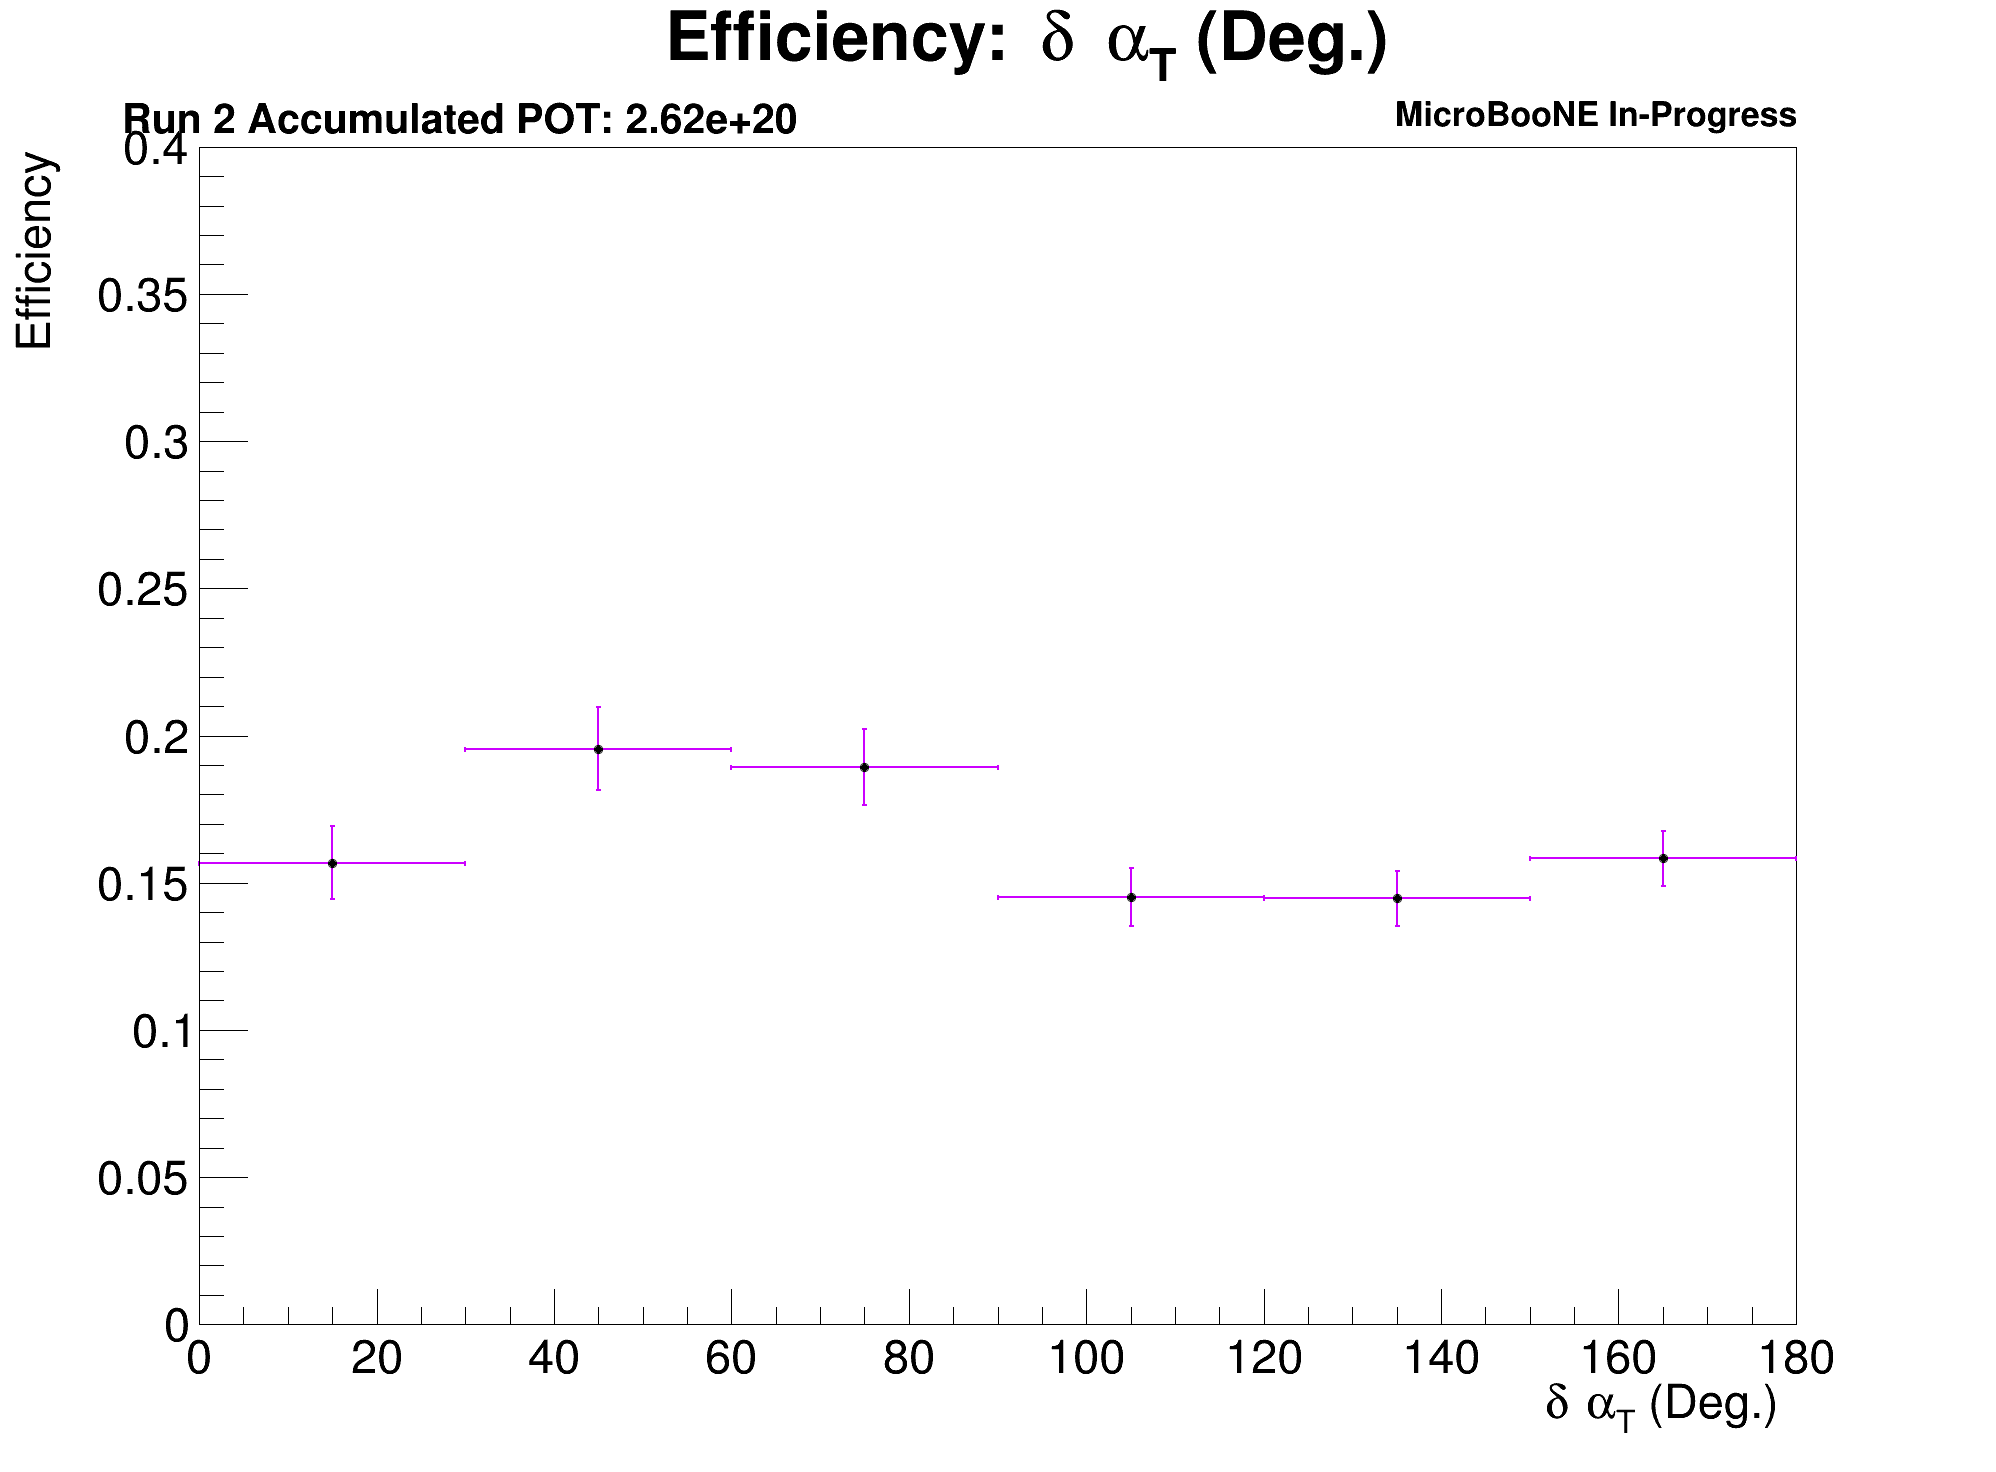 Efficiency: δ α_T (Deg.)
Run 2 Accumulated POT: 2.62e+20
MicroBooNE In-Progress
Efficiency
0.4
0.35
0.3
0.25
0.2
0.15
0.1
0.05
0
0 20 40 60 80 100 120 140 160 180
δ α_T (Deg.)